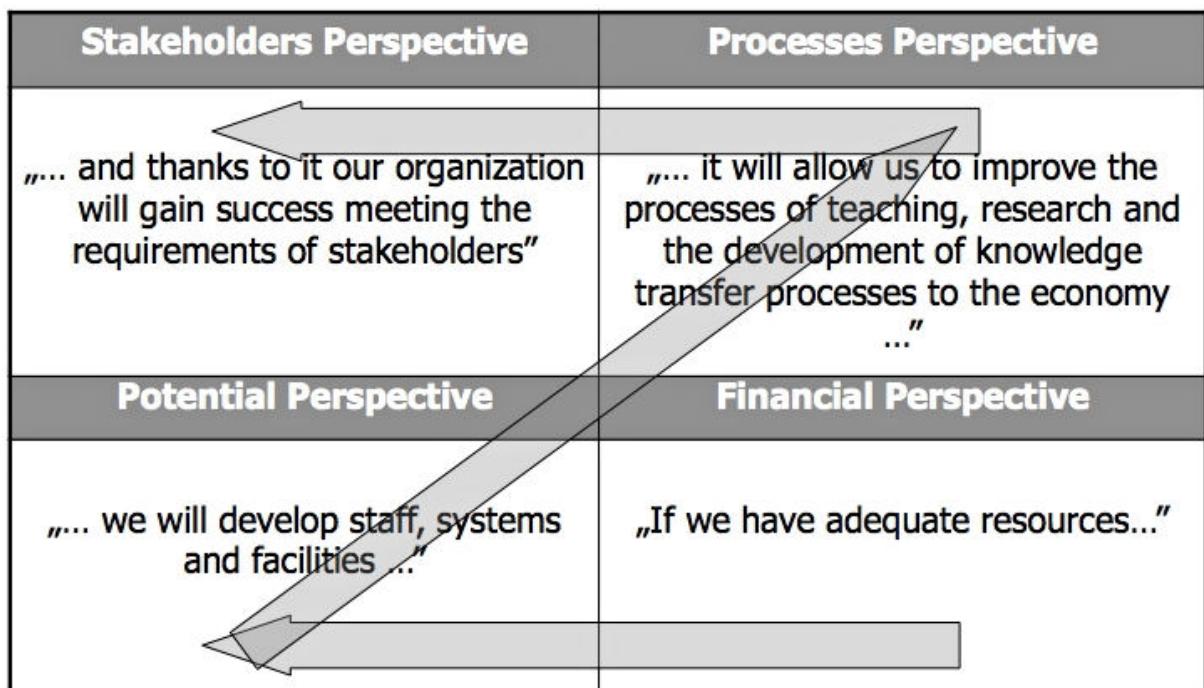 Stakeholders Perspective
Processes Perspective
„... and thanks to it our organization
will gain success meeting the
requirements of stakeholders”
„... it will allow us to improve the
processes of teaching, research and
the development of knowledge
transfer processes to the economy
...”
Potential Perspective
Financial Perspective
„... we will develop staff, systems
and facilities ...”
„If we have adequate resources...”